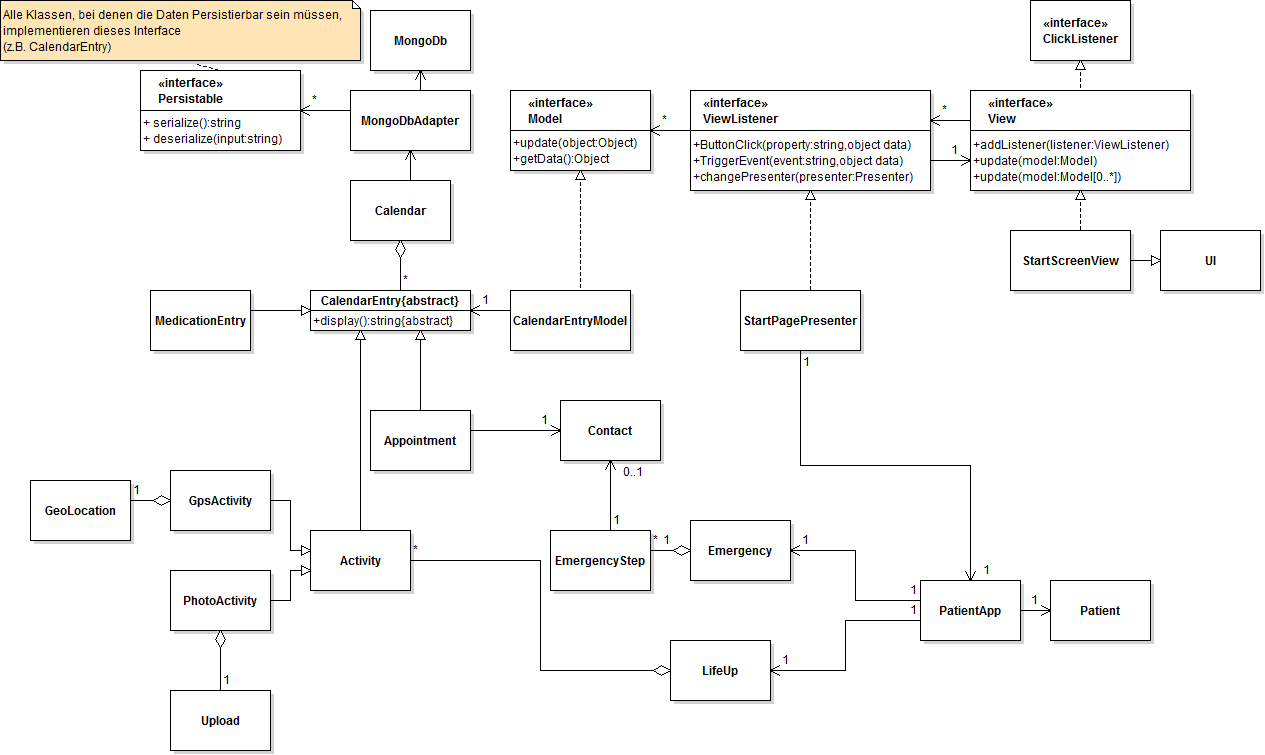 Alle Klassen, bei denen die Daten Persistierbar sein müssen,
implementieren dieses Interface
(z.B. CalendarEntry)
MongoDb
«interface»
ClickListener
«interface»
Persistable
+ serialize():string
+ deserialize(input:string)
*
MongoDbAdapter
«interface»
Model
+update(object:Object)
+getData():Object
*
«interface»
ViewListener
+ButtonClick(property:string,object data)
+TriggerEvent(event:string,object data)
+changePresenter(presenter:Presenter)
*
1
«interface»
View
+addListener(listener:ViewListener)
+update(model:Model)
+update(model:Model[0..*])
Calendar
*
StartScreenView
UI
MedicationEntry
CalendarEntry{abstract}
+display():string{abstract}
1
CalendarEntryModel
StartPagePresenter
1
Appointment
1
Contact
0..1
1
GeoLocation
1
GpsActivity
Activity
*
EmergencyStep
*
1
Emergency
1
PhotoActivity
1
Upload
LifeUp
1
1
1
1
PatientApp
1
Patient